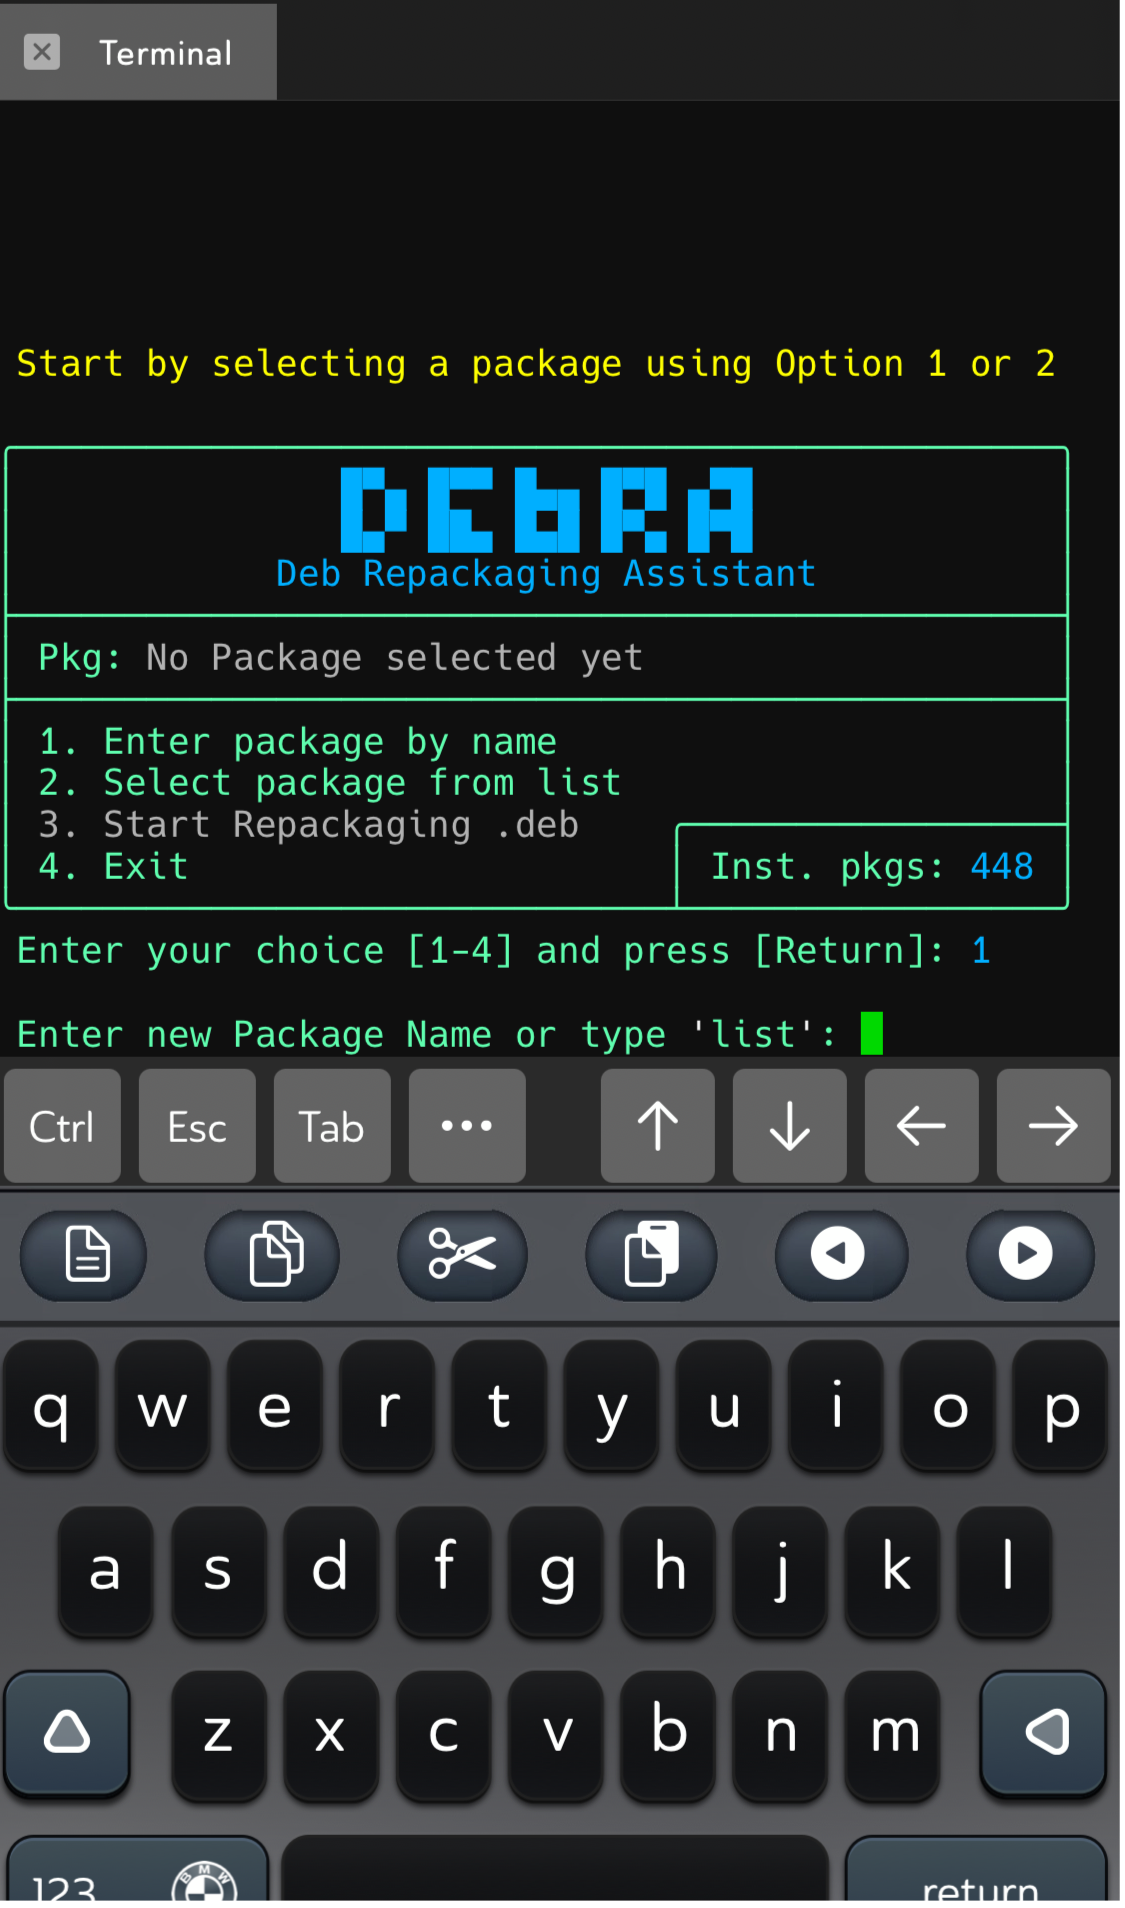 Terminal
Start by selecting a package using Option 1 or 2
DEbRA
Deb Repackaging Assistant
Pkg: No Package selected yet
1. Enter package by name
2. Select package from list
3. Start Repackaging .deb
4. Exit
Inst. pkgs: 448
Enter your choice [1-4] and press [Return]: 1
Enter new Package Name or type 'list':
Ctrl Esc Tab ••• ↑ ↓ ← →
q w e r t y u i o p
a s d f g h j k l
z x c v b n m
123 BMW return